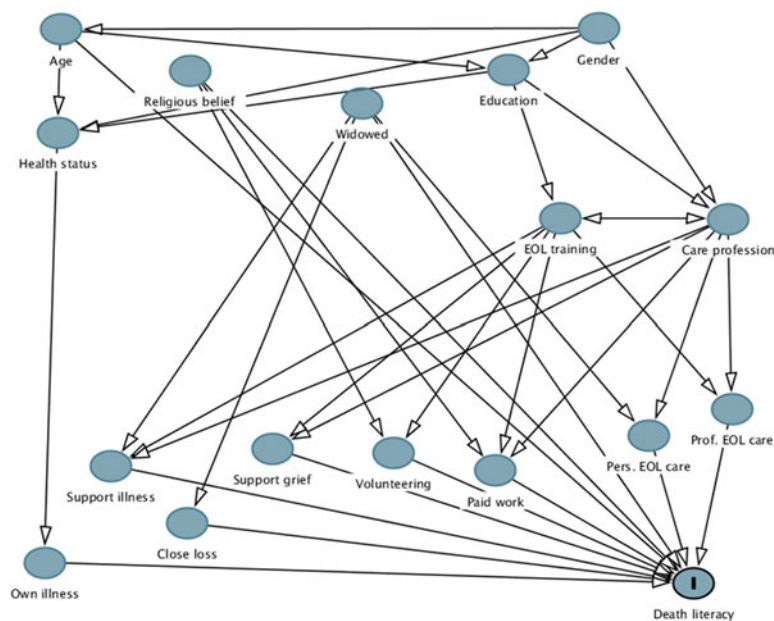 Age
Gender
Religious belief
Education
Widowed
Health status
EOL training
Care profession
Prof. EOL care
Pers. EOL care
Support grief
Volunteering
Support illness
Paid work
Close loss
Own illness
Death literacy